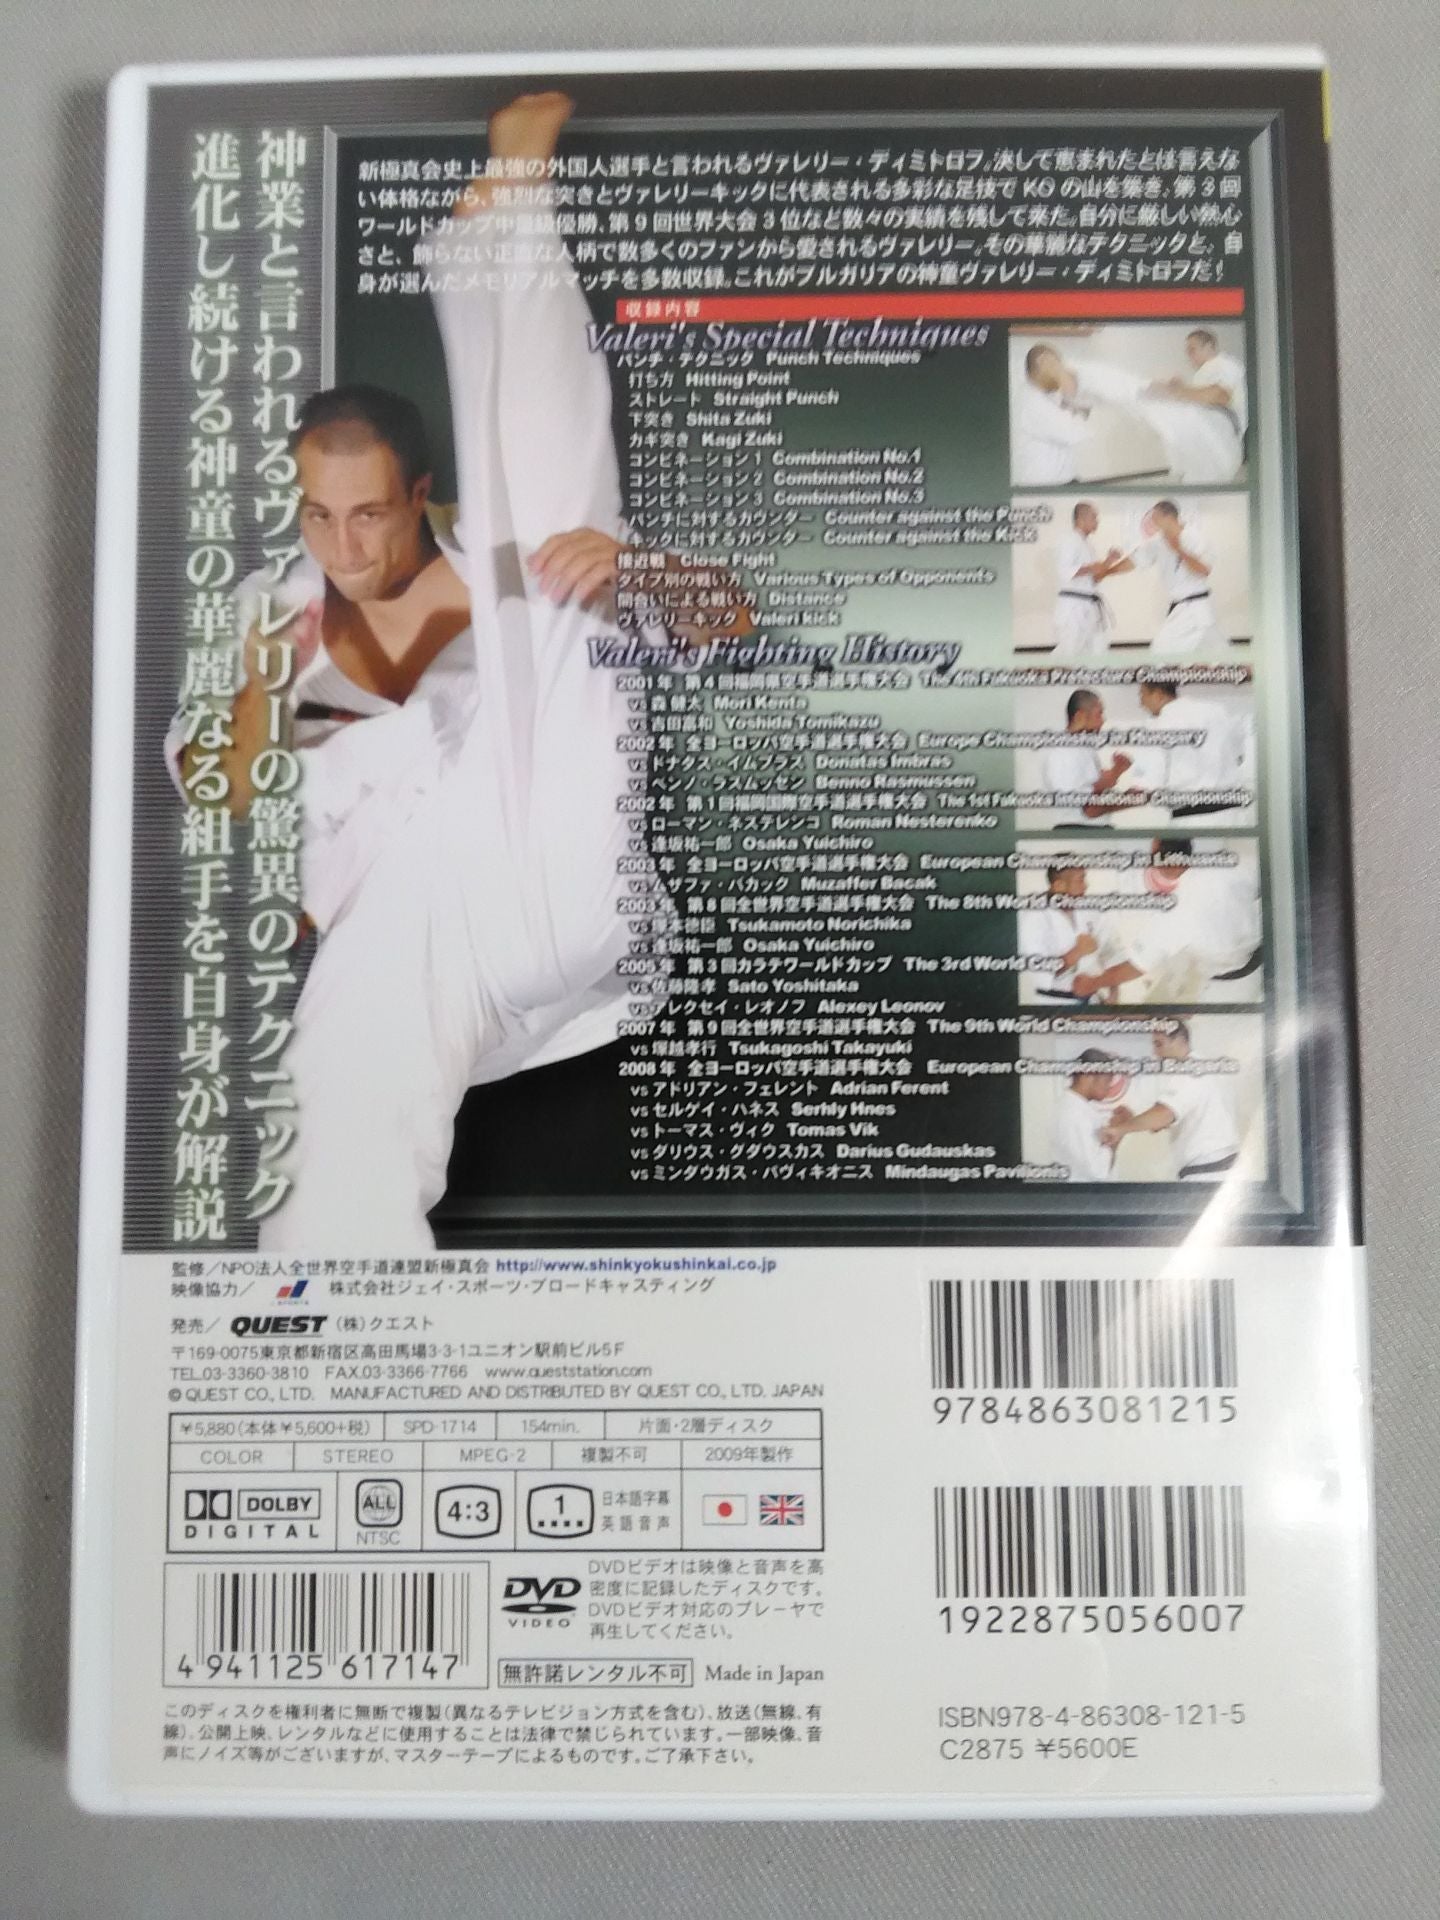 神業と言われるヴァレリーの驚異のテクニック
進化し続ける神童の華麗なる組手を自身が解説
新極真会史上最強の外国人選手と言われるヴァレリー・ディミトロフ。決して恵まれたとは言えな
い体格ながら、強烈な突きとヴァレリーキックに代表される多彩な足技でKOの山を築き、第3回
ワールドカップ中量級優勝、第9回世界大会3位など数々の実績を残して来た。自分に厳しい熱心
さと、飾らない正直な人柄で数多くのファンから愛されるヴァレリー。その華麗なテクニックと、自
身が選んだメモリアルマッチを多数収録。これがブルガリアの神童ヴァレリー・ディミトロフだ!
収録内容
Valeri's Special Techniques
パンチ・テクニック Punch Techniques
打ち方 Hitting Point
ストレート Straight Punch
下突き Shita Zuki
カギ突き Kagi Zuki
コンビネーション1 Combination No.1
コンビネーション2 Combination No.2
コンビネーション3 Combination No.3
パンチに対するカウンター Counter against the Punch
キックに対するカウンター Counter against the Kick
接近戦 Close Fight
タイプ別の戦い方 Various Types of Opponents
間合いによる戦い方 Distance
ヴァレリーキック Valeri kick
Valeri's Fighting History
2001年 第4回福岡県空手道選手権大会 The 4th Fukuoka Prefecture Championship
vs 森 健太 Mori Kenta
vs 吉田富和 Yoshida Tomikazu
2002年 全ヨーロッパ空手道選手権大会 Europe Championship in Hungary
vs ドナタス・イムブラス Donatas Imbras
vs ベンノ・ラスムッセン Benno Rasmussen
2002年 第1回福岡国際空手道選手権大会 The 1st Fukuoka International Championship
vs ローマン・ネステレンコ Roman Nesterenko
vs 逢坂祐一郎 Osaka Yuichiro
2003年 全ヨーロッパ空手道選手権大会 European Championship in Lithuania
vs ムザファ・バカック Muzaffer Bacak
2003年 第8回全世界空手道選手権大会 The 8th World Championship
vs 塚本徳臣 Tsukamoto Norichika
vs 逢坂祐一郎 Osaka Yuichiro
2005年 第3回カラテワールドカップ The 3rd World Cup
vs 佐藤隆孝 Sato Yoshitaka
vs アレクセイ・レオノフ Alexey Leonov
2007年 第9回全世界空手道選手権大会 The 9th World Championship
vs 塚越孝行 Tsukagoshi Takayuki
2008年 全ヨーロッパ空手道選手権大会 European Championship in Bulgaria
vs アドリアン・フェレント Adrian Ferent
vs セルゲイ・ハネス Serhly Hnes
vs トーマス・ヴィク Tomas Vik
vs ダリウス・グダウスカス Darius Gudauskas
vs ミンダウガス・パヴィキオニス Mindaugas Pavilionis
監修/NPO法人全世界空手道連盟新極真会 http://www.shinkyokushinkai.co.jp
映像協力/ 株式会社ジェイ・スポーツ・ブロードキャスティング
発売/ QUEST (株)クエスト
〒169-0075東京都新宿区高田馬場3-3-1ユニオン駅前ビル5F
TEL.03-3360-3810 FAX.03-3366-7766 www.queststation.com
© QUEST CO., LTD. MANUFACTURED AND DISTRIBUTED BY QUEST CO., LTD. JAPAN
¥5,880(本体¥5,600+税) SPD-1714 154min. 片面・2層ディスク
COLOR STEREO MPEG-2 複製不可 2009年製作
DOLBY DIGITAL ALL NTSC 4:3 1 日本語字幕
英語音声
DVD VIDEO
DVDビデオは映像と音声を高
密度に記録したディスクです。
DVDビデオ対応のプレーヤで
再生してください。
4 941125 617147
無許諾レンタル不可 Made in Japan
このディスクを権利者に無断で複製(異なるテレビジョン方式を含む)、放送(無線、有
線)、公開上映、レンタルなどに使用することは法律で禁じられています。一部映像、音
声にノイズ等がございますが、マスターテープによるものです。ご了承下さい。
9784863081215
1922875056007
ISBN978-4-86308-121-5
C2875 ¥5600E